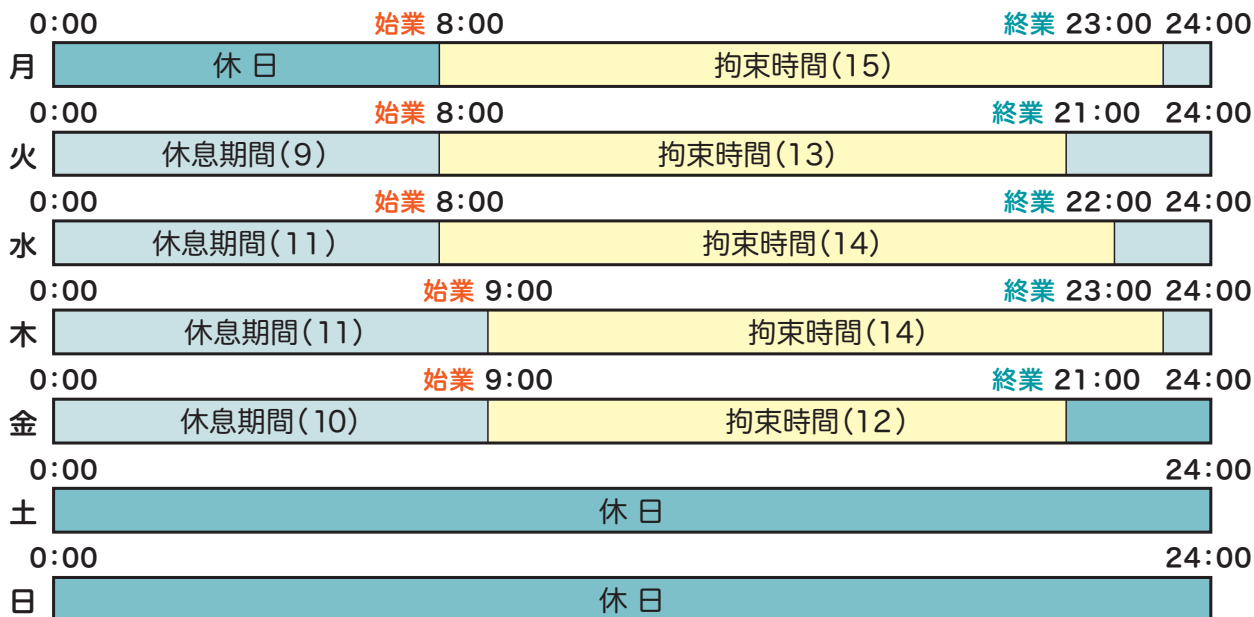 0:00 始業 8:00 終業 23:00 24:00
月 休 日 拘束時間(15)
0:00 始業 8:00 終業 21:00 24:00
火 休息期間(9) 拘束時間(13)
0:00 始業 8:00 終業 22:00 24:00
水 休息期間(11) 拘束時間(14)
0:00 始業 9:00 終業 23:00 24:00
木 休息期間(11) 拘束時間(14)
0:00 始業 9:00 終業 21:00 24:00
金 休息期間(10) 拘束時間(12)
0:00 24:00
土 休 日
0:00 24:00
日 休 日